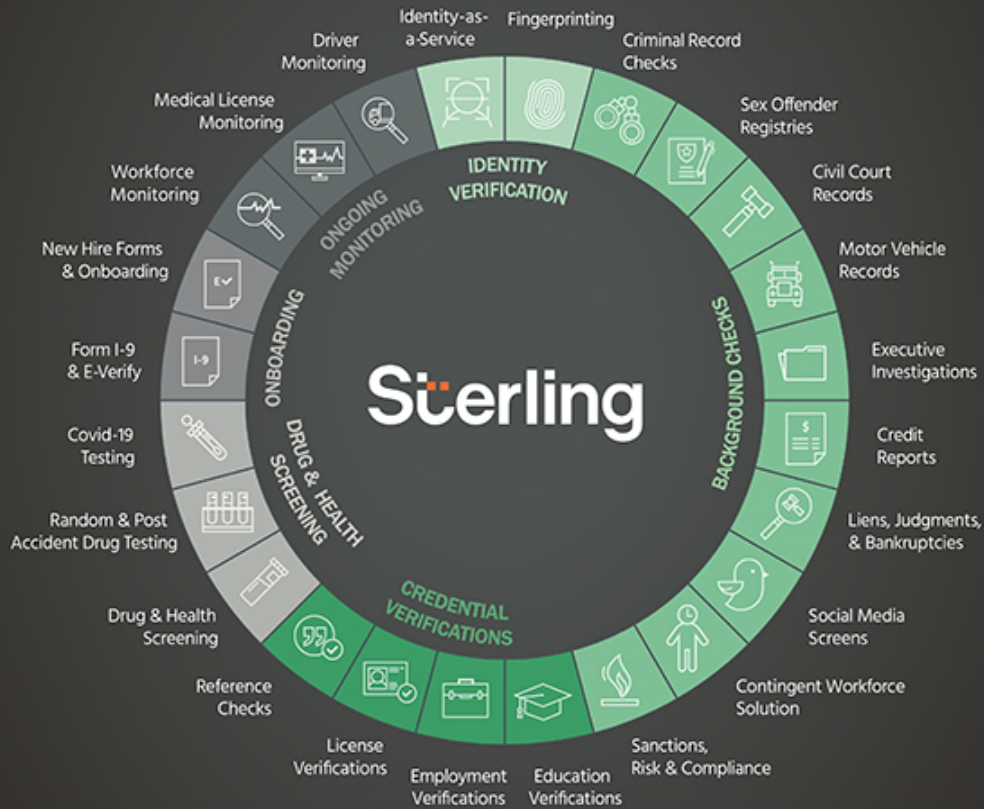 Identity-as-
a-Service
Fingerprinting
Criminal Record
Checks
Sex Offender
Registries
Civil Court
Records
Motor Vehicle
Records
Executive
Investigations
Credit
Reports
Liens, Judgments,
& Bankruptcies
Social Media
Screens
Contingent Workforce
Solution
Sanctions,
Risk & Compliance
Education
Verifications
Employment
Verifications
License
Verifications
Reference
Checks
Drug & Health
Screening
Random & Post
Accident Drug Testing
Covid-19
Testing
Form I-9
& E-Verify
New Hire Forms
& Onboarding
Workforce
Monitoring
Medical License
Monitoring
Driver
Monitoring
IDENTITY
VERIFICATION
BACKGROUND CHECKS
CREDENTIAL
VERIFICATIONS
DRUG & HEALTH
SCREENING
ONBOARDING
ONGOING
MONITORING
Sterling
E✓
I-9
$